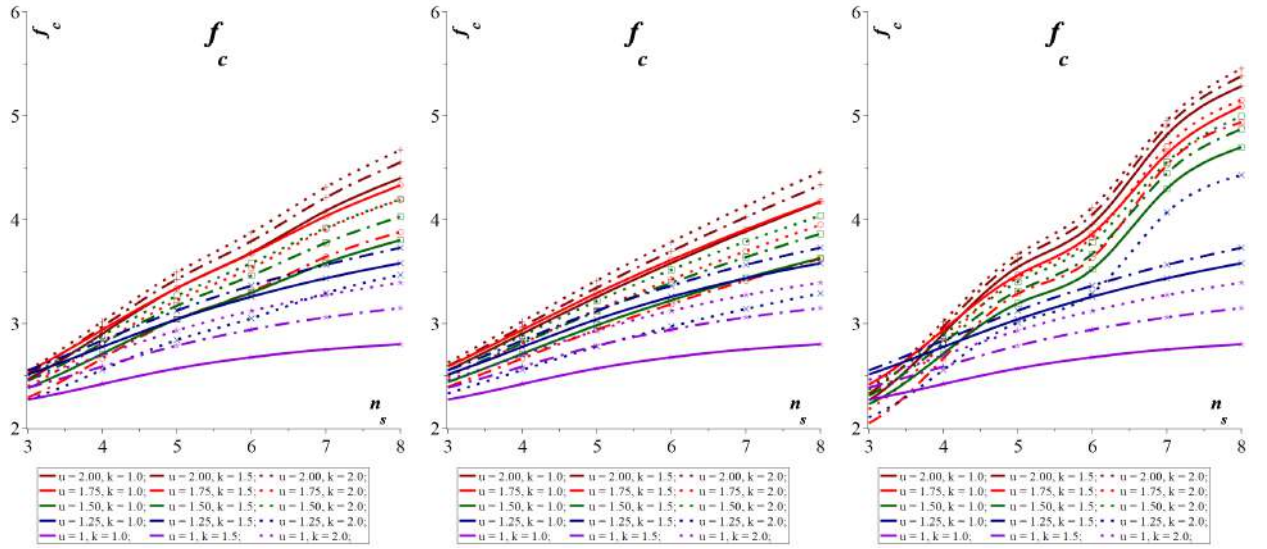 f c
f c
6
5
4
3
2
3 4 5 6 7 8
n s
u = 2.00, k = 1.0; u = 2.00, k = 1.5; u = 2.00, k = 2.0;
u = 1.75, k = 1.0; u = 1.75, k = 1.5; u = 1.75, k = 2.0;
u = 1.50, k = 1.0; u = 1.50, k = 1.5; u = 1.50, k = 2.0;
u = 1.25, k = 1.0; u = 1.25, k = 1.5; u = 1.25, k = 2.0;
u = 1, k = 1.0; u = 1, k = 1.5; u = 1, k = 2.0;
f c
f c
6
5
4
3
2
3 4 5 6 7 8
n s
u = 2.00, k = 1.0; u = 2.00, k = 1.5; u = 2.00, k = 2.0;
u = 1.75, k = 1.0; u = 1.75, k = 1.5; u = 1.75, k = 2.0;
u = 1.50, k = 1.0; u = 1.50, k = 1.5; u = 1.50, k = 2.0;
u = 1.25, k = 1.0; u = 1.25, k = 1.5; u = 1.25, k = 2.0;
u = 1, k = 1.0; u = 1, k = 1.5; u = 1, k = 2.0;
f c
f c
6
5
4
3
2
3 4 5 6 7 8
n s
u = 2.00, k = 1.0; u = 2.00, k = 1.5; u = 2.00, k = 2.0;
u = 1.75, k = 1.0; u = 1.75, k = 1.5; u = 1.75, k = 2.0;
u = 1.50, k = 1.0; u = 1.50, k = 1.5; u = 1.50, k = 2.0;
u = 1.25, k = 1.0; u = 1.25, k = 1.5; u = 1.25, k = 2.0;
u = 1, k = 1.0; u = 1, k = 1.5; u = 1, k = 2.0;